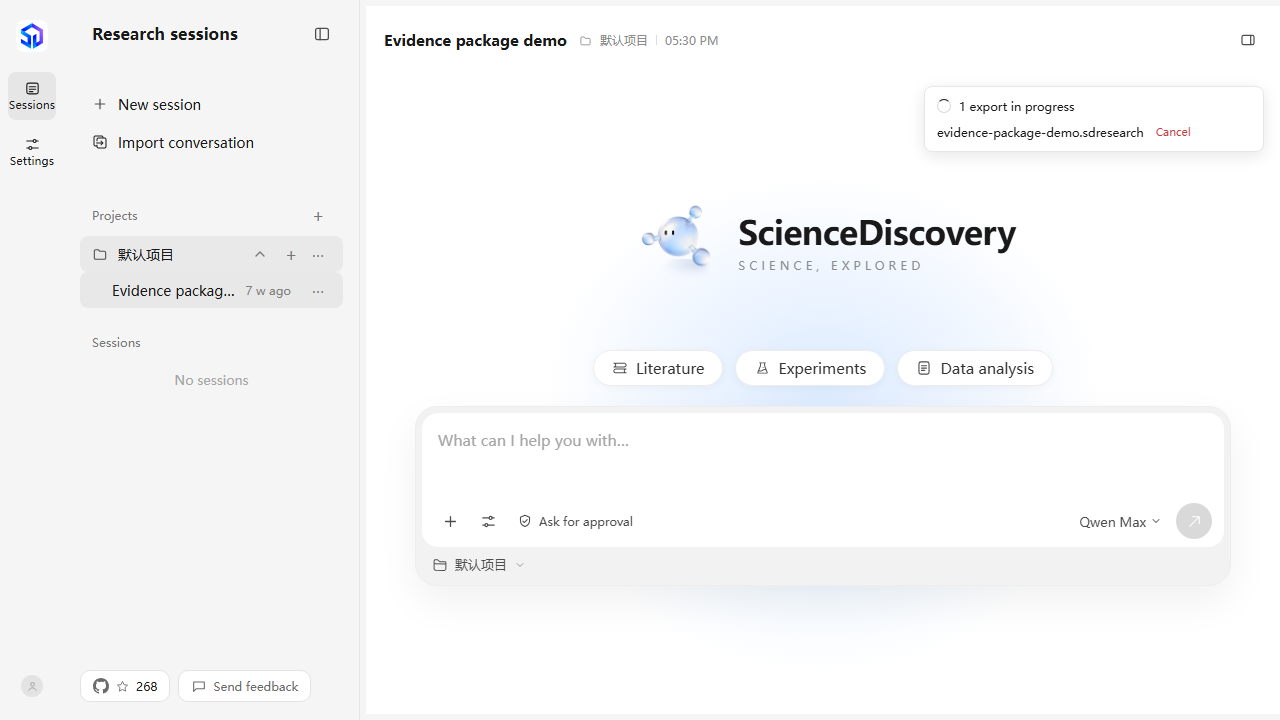 Research sessions
Sessions
Settings
New session
Import conversation
Projects
默认项目
Evidence packag... 7 w ago
Sessions
No sessions
268
Send feedback
Evidence package demo 默认项目 05:30 PM
1 export in progress
evidence-package-demo.sdresearch Cancel
ScienceDiscovery
SCIENCE, EXPLORED
Literature Experiments Data analysis
What can I help you with...
Ask for approval
Qwen Max
默认项目